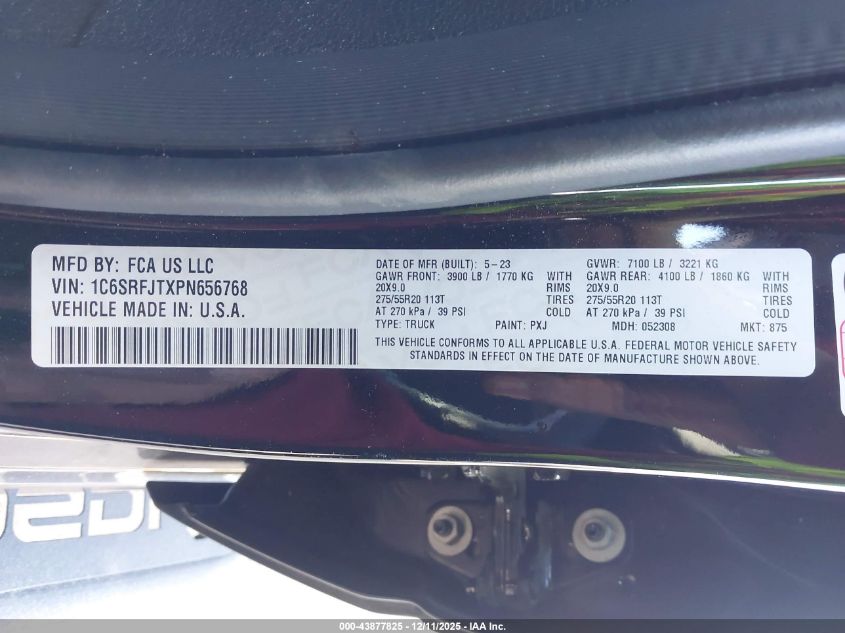 MFD BY: FCA US LLC
VIN: 1C6SRFJTXPN656768
VEHICLE MADE IN: U.S.A.
DATE OF MFR (BUILT): 5-23 GVWR: 7100 LB / 3221 KG
GAWR FRONT: 3900 LB / 1770 KG WITH GAWR REAR: 4100 LB / 1860 KG WITH
20X9.0 RIMS 20X9.0 RIMS
275/55R20 113T TIRES 275/55R20 113T TIRES
AT 270 kPa / 39 PSI COLD AT 270 kPa / 39 PSI COLD
TYPE: TRUCK PAINT: PXJ MDH: 052308 MKT: 875
THIS VEHICLE CONFORMS TO ALL APPLICABLE U.S.A. FEDERAL MOTOR VEHICLE SAFETY
STANDARDS IN EFFECT ON THE DATE OF MANUFACTURE SHOWN ABOVE.
000-43877825 - 12/11/2025 - © IAA Inc.